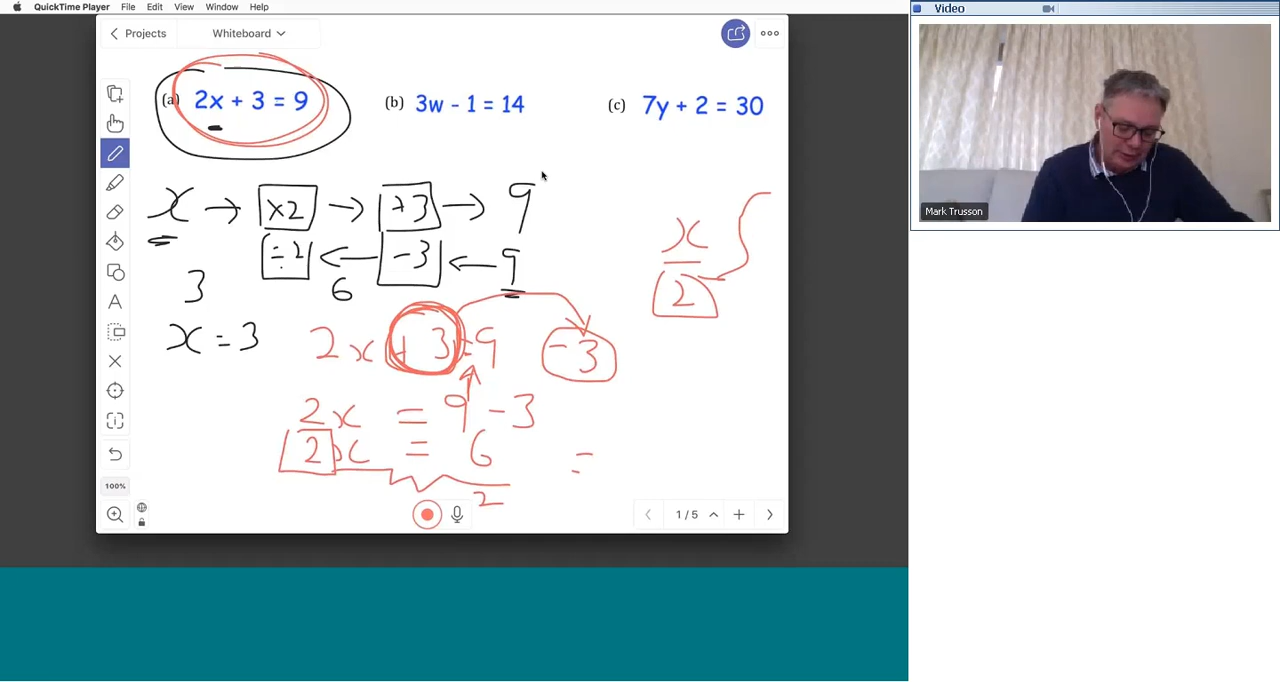 QuickTime Player File Edit View Window Help
Video
Projects
Whiteboard
(a) 2x + 3 = 9 (b) 3w - 1 = 14 (c) 7y + 2 = 30
x → ×2 → +3 → 9
÷2 ← -3 ← 9
3 6
x = 3
2x + 3 = 9 -3
2x = 9 - 3
2x = 6 =
2
x
2
100%
1 / 5
Mark Trusson